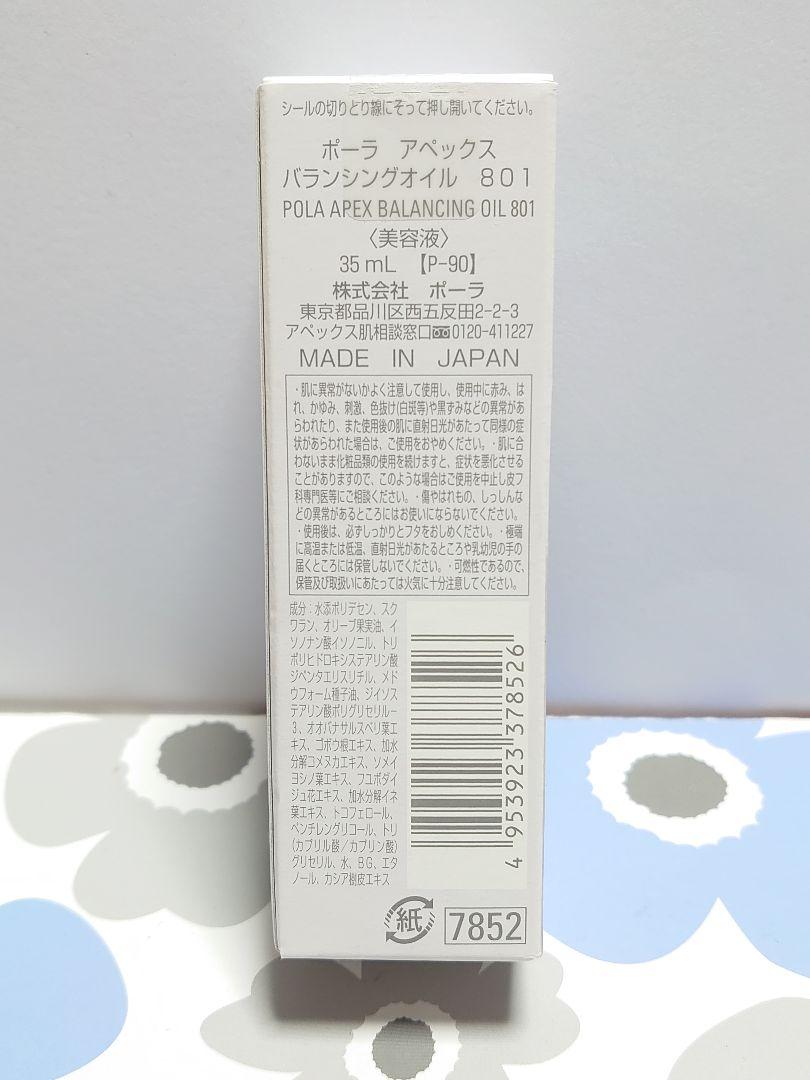 シールの切りとり線にそって押し開いてください。
ポーラ アペックス
バランシングオイル 801
POLA APEX BALANCING OIL 801
〈美容液〉
35 mL 【P-90】
株式会社 ポーラ
東京都品川区西五反田2-2-3
アペックス肌相談窓口 0120-411227
MADE IN JAPAN
・肌に異常がないかよく注意して使用し、使用中に赤み、は
れ、かゆみ、刺激、色抜け(白斑等)や黒ずみなどの異常があ
らわれたり、また使用後の肌に直射日光があたって同様の症
状があらわれた場合は、ご使用をおやめください。・肌に合
わないまま化粧品類の使用を続けますと、症状を悪化させる
ことがありますので、このような場合はご使用を中止し皮フ
科専門医等にご相談ください。・傷やはれもの、しっしんな
どの異常があるところにはお使いにならないでください。
・使用後は、必ずしっかりとフタをおしめください。・極端
に高温または低温、直射日光があたるところや乳幼児の手の
届くところには保管しないでください。・可燃性であるので、
保管及び取扱いにあたっては火気に十分注意してください。
成分：水添ポリデセン、スク
ワラン、オリーブ果実油、イ
ソノナン酸イソノニル、トリ
ポリヒドロキシステアリン酸
ジペンタエリスリチル、メド
ウフォーム種子油、ジイソス
テアリン酸ポリグリセリル－
3、オオバナサルスベリ葉エ
キス、ゴボウ根エキス、加水
分解コメヌカエキス、ソメイ
ヨシノ葉エキス、フユボダイ
ジュ花エキス、加水分解イネ
葉エキス、トコフェロール、
ペンチレングリコール、トリ
(カプリル酸／カプリン酸)
グリセリル、水、BG、エタ
ノール、カシア樹皮エキス
4 953923 378526
紙
7852